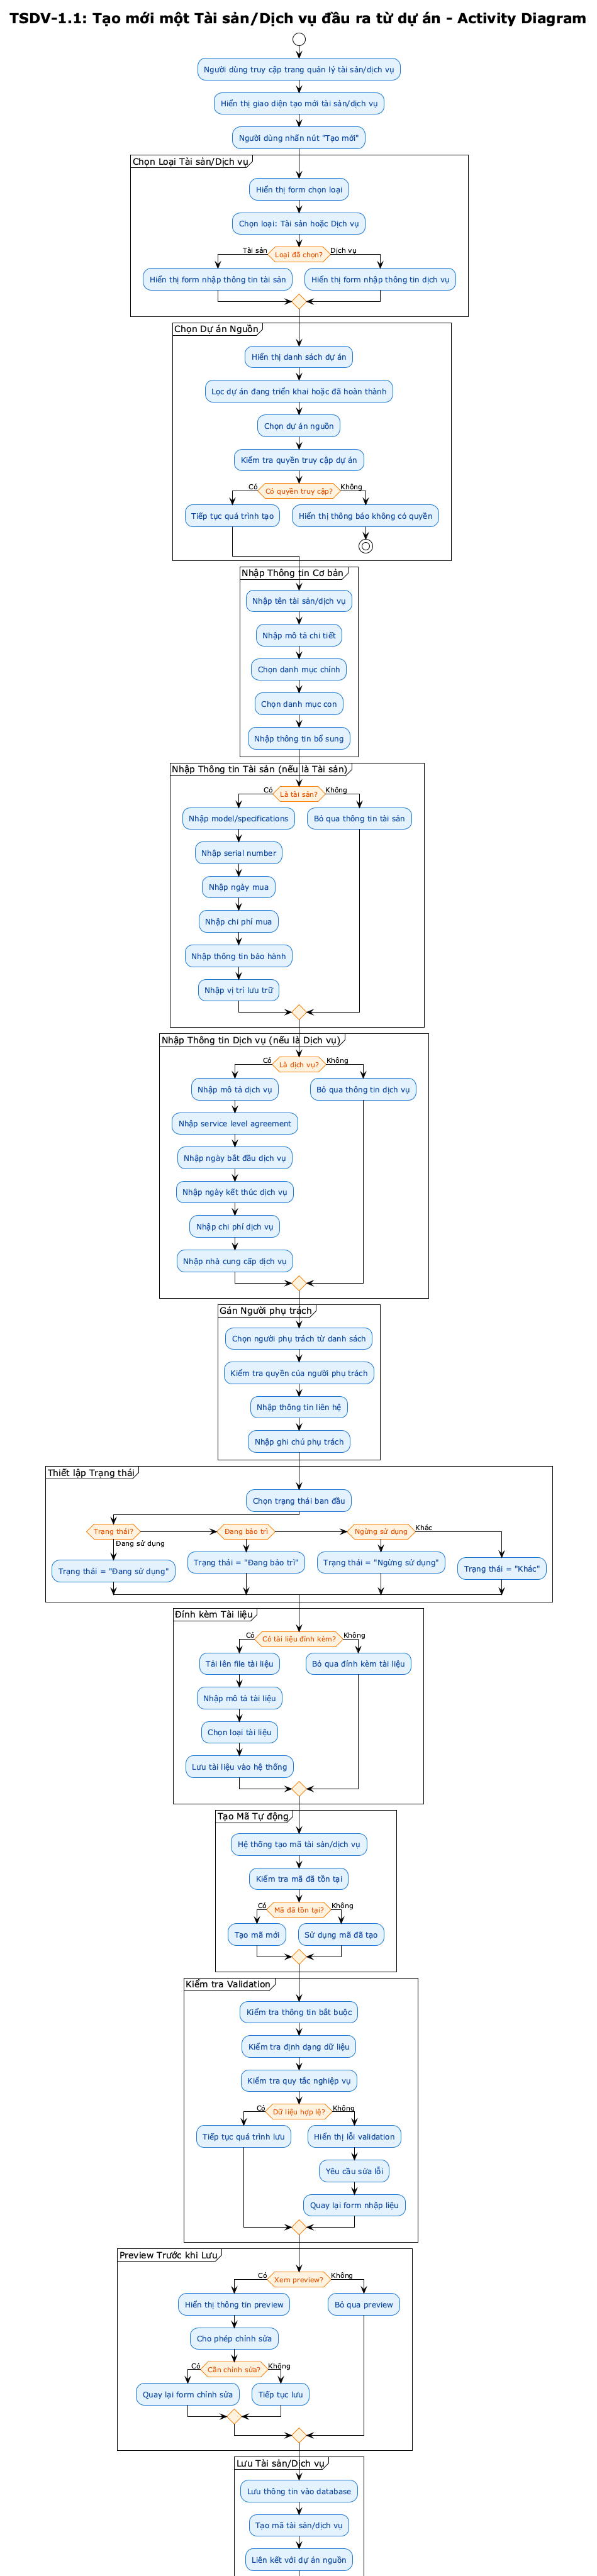 TSDV-1.1: Tạo mới một Tài sản/Dịch vụ đầu ra từ dự án - Activity Diagram
Người dùng truy cập trang quản lý tài sản/dịch vụ
Hiển thị giao diện tạo mới tài sản/dịch vụ
Người dùng nhấn nút "Tạo mới"
Chọn Loại Tài sản/Dịch vụ
Hiển thị form chọn loại
Chọn loại: Tài sản hoặc Dịch vụ
Loại đã chọn?
Tài sản
Dịch vụ
Hiển thị form nhập thông tin tài sản
Hiển thị form nhập thông tin dịch vụ
Chọn Dự án Nguồn
Hiển thị danh sách dự án
Lọc dự án đang triển khai hoặc đã hoàn thành
Chọn dự án nguồn
Kiểm tra quyền truy cập dự án
Có quyền truy cập?
Có
Không
Tiếp tục quá trình tạo
Hiển thị thông báo không có quyền
Nhập Thông tin Cơ bản
Nhập tên tài sản/dịch vụ
Nhập mô tả chi tiết
Chọn danh mục chính
Chọn danh mục con
Nhập thông tin bổ sung
Nhập Thông tin Tài sản (nếu là Tài sản)
Là tài sản?
Có
Không
Nhập model/specifications
Bỏ qua thông tin tài sản
Nhập serial number
Nhập ngày mua
Nhập chi phí mua
Nhập thông tin bảo hành
Nhập vị trí lưu trữ
Nhập Thông tin Dịch vụ (nếu là Dịch vụ)
Là dịch vụ?
Có
Không
Nhập mô tả dịch vụ
Bỏ qua thông tin dịch vụ
Nhập service level agreement
Nhập ngày bắt đầu dịch vụ
Nhập ngày kết thúc dịch vụ
Nhập chi phí dịch vụ
Nhập nhà cung cấp dịch vụ
Gán Người phụ trách
Chọn người phụ trách từ danh sách
Kiểm tra quyền của người phụ trách
Nhập thông tin liên hệ
Nhập ghi chú phụ trách
Thiết lập Trạng thái
Chọn trạng thái ban đầu
Trạng thái?
Đang bảo trì
Ngừng sử dụng
Khác
Đang sử dụng
Trạng thái = "Đang sử dụng"
Trạng thái = "Đang bảo trì"
Trạng thái = "Ngừng sử dụng"
Trạng thái = "Khác"
Đính kèm Tài liệu
Có tài liệu đính kèm?
Có
Không
Tải lên file tài liệu
Bỏ qua đính kèm tài liệu
Nhập mô tả tài liệu
Chọn loại tài liệu
Lưu tài liệu vào hệ thống
Tạo Mã Tự động
Hệ thống tạo mã tài sản/dịch vụ
Kiểm tra mã đã tồn tại
Mã đã tồn tại?
Có
Không
Tạo mã mới
Sử dụng mã đã tạo
Kiểm tra Validation
Kiểm tra thông tin bắt buộc
Kiểm tra định dạng dữ liệu
Kiểm tra quy tắc nghiệp vụ
Dữ liệu hợp lệ?
Có
Không
Tiếp tục quá trình lưu
Hiển thị lỗi validation
Yêu cầu sửa lỗi
Quay lại form nhập liệu
Preview Trước khi Lưu
Xem preview?
Có
Không
Hiển thị thông tin preview
Bỏ qua preview
Cho phép chỉnh sửa
Cần chỉnh sửa?
Có
Không
Quay lại form chỉnh sửa
Tiếp tục lưu
Lưu Tài sản/Dịch vụ
Lưu thông tin vào database
Tạo mã tài sản/dịch vụ
Liên kết với dự án nguồn